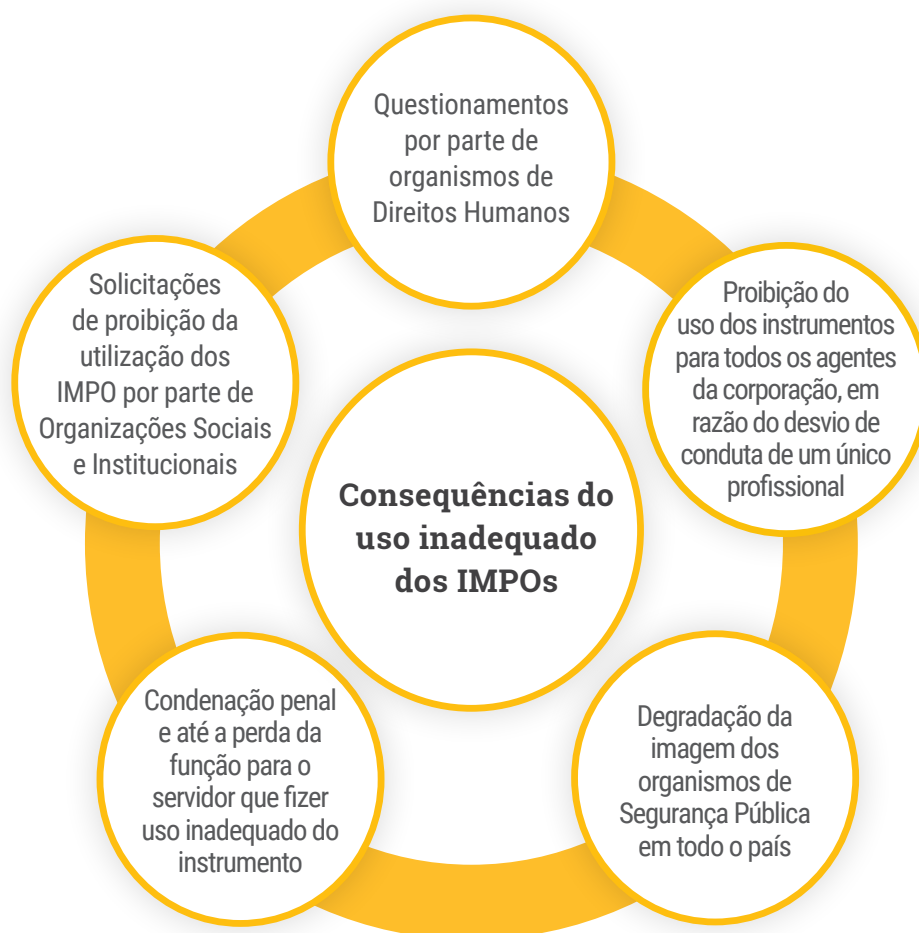 Questionamentos
por parte de
organismos de
Direitos Humanos
Solicitações
de proibição da
utilização dos
IMPO por parte de
Organizações Sociais
e Institucionais
Proibição do
uso dos instrumentos
para todos os agentes
da corporação, em
razão do desvio de
conduta de um único
profissional
Consequências do
uso inadequado
dos IMPOs
Condenação penal
e até a perda da
função para o
servidor que fizer
uso inadequado do
instrumento
Degradação da
imagem dos
organismos de
Segurança Pública
em todo o país